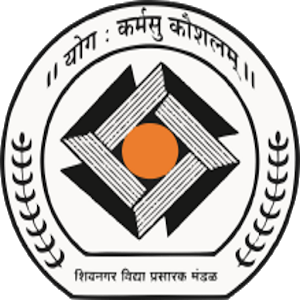 ।। योग : कर्मसु कौशलम् ।।
शिवनगर विद्या प्रसारक मंडळ